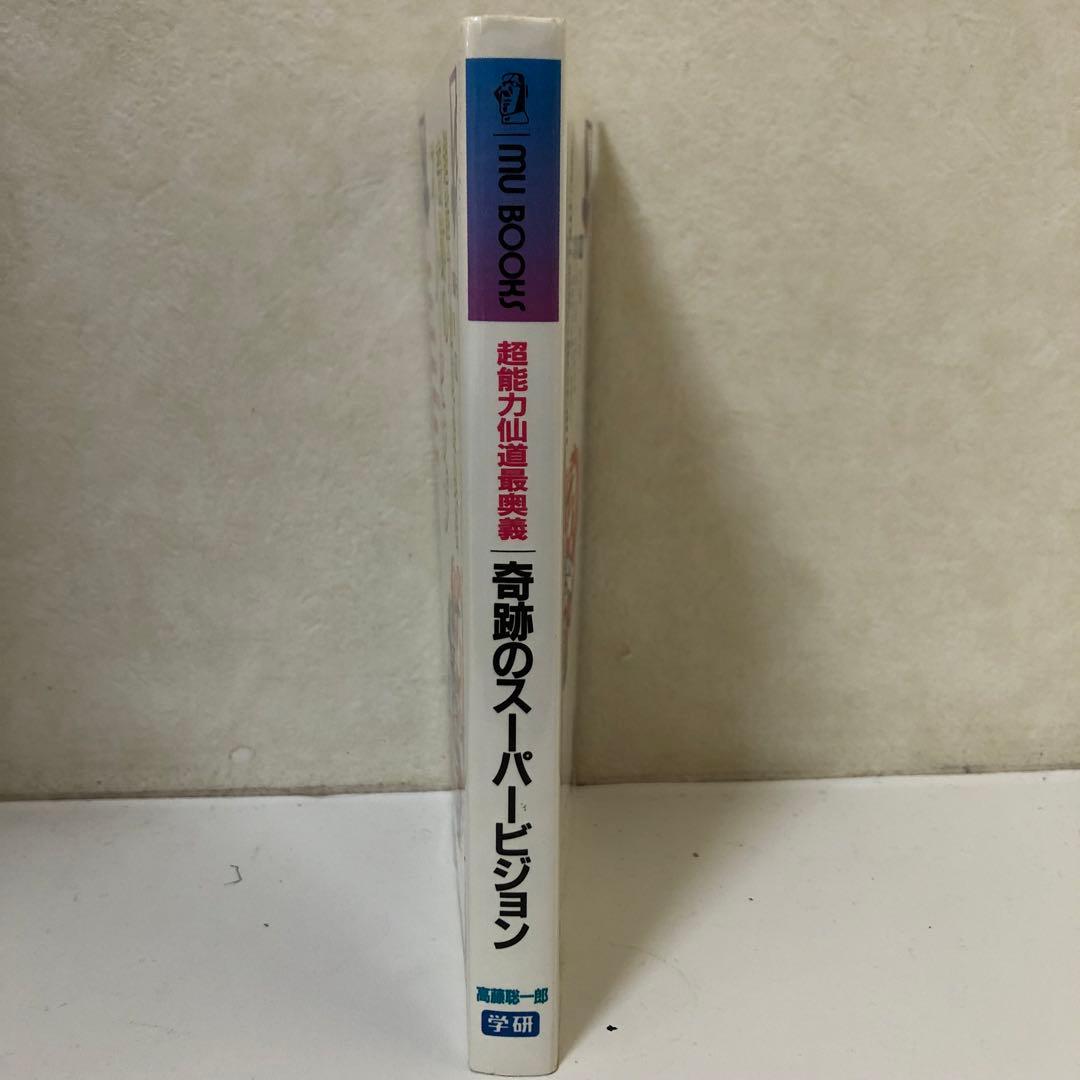 MU BOOKS
超能力仙道最奥義
奇跡のスーパービジョン
高藤聡一郎
学研